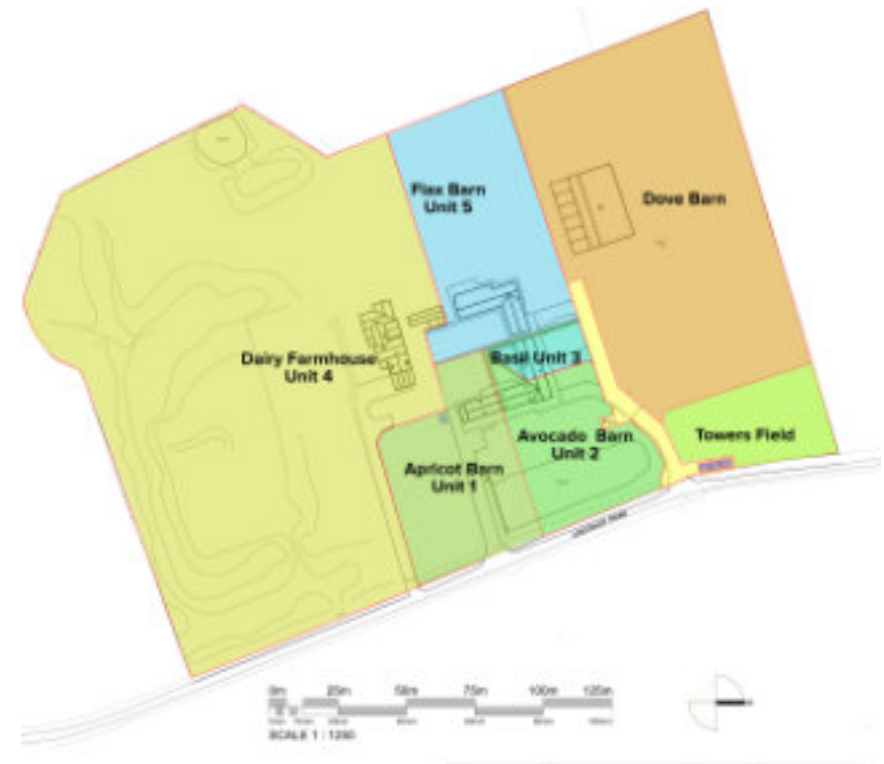 Flax Barn
Unit 5
Dove Barn
Dairy Farmhouse
Unit 4
Basil Unit 3
Avocado Barn
Unit 2
Towers Field
Apricot Barn
Unit 1
0m 25m 50m 75m 100m 125m
SCALE 1 : 1250